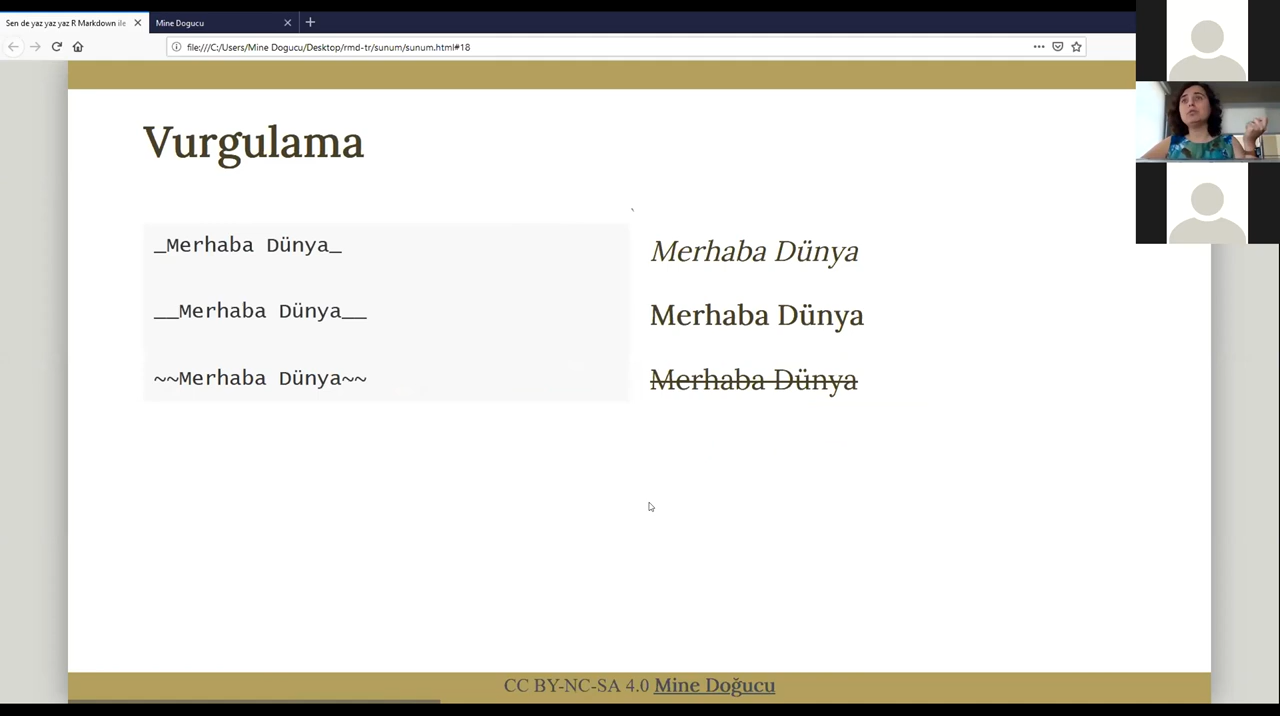 Sen de yaz yaz yaz R Markdown ile
Mine Dogucu
file:///C:/Users/Mine Dogucu/Desktop/rmd-tr/sunum/sunum.html#18
Vurgulama
`
_Merhaba Dünya_
Merhaba Dünya
__Merhaba Dünya__
Merhaba Dünya
~~Merhaba Dünya~~
Merhaba Dünya
CC BY-NC-SA 4.0 Mine Doğucu